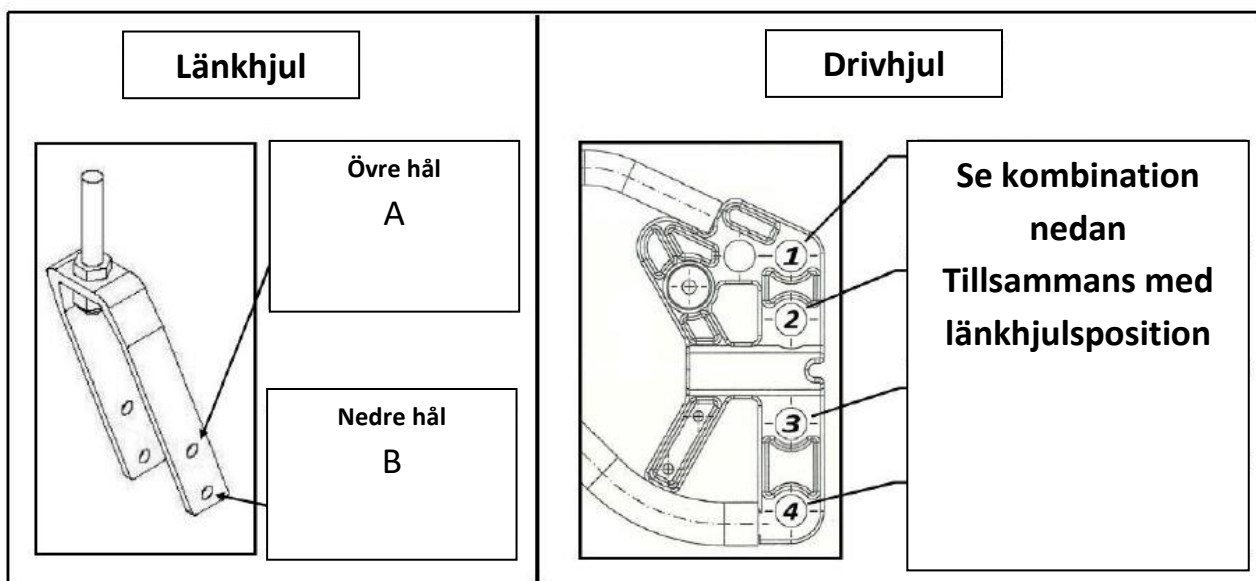 Länkhjul
Övre hål
A
Nedre hål
B
Drivhjul
1
2
3
4
Se kombination
nedan
Tillsammans med
länkhjulsposition